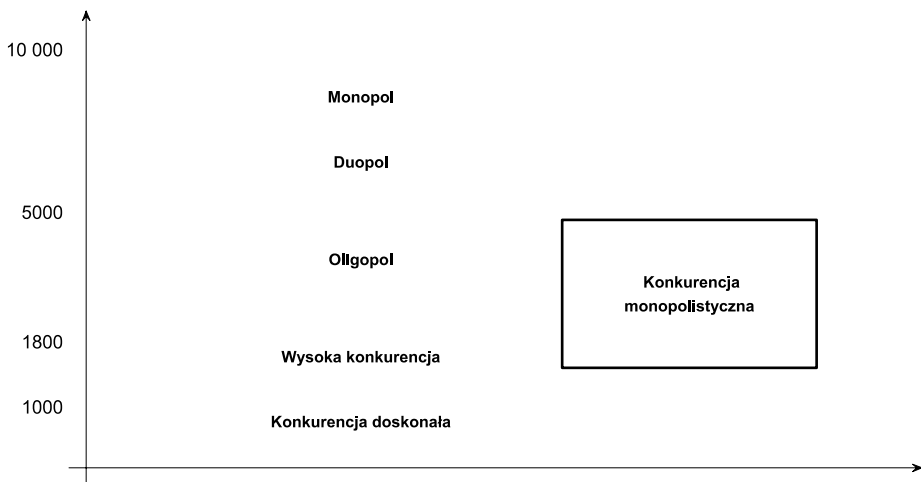 10 000
Monopol
Duopol
5000
Oligopol
Konkurencja
monopolistyczna
1800
Wysoka konkurencja
1000
Konkurencja doskonała